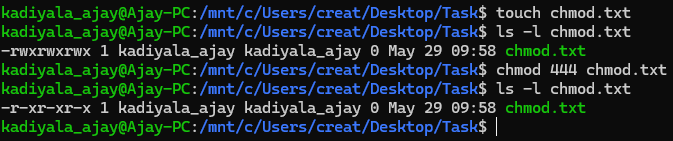 kadiyala_ajay@Ajay-PC:/mnt/c/Users/creat/Desktop/Task$ touch chmod.txt
kadiyala_ajay@Ajay-PC:/mnt/c/Users/creat/Desktop/Task$ ls -l chmod.txt
-rwxrwxrwx 1 kadiyala_ajay kadiyala_ajay 0 May 29 09:58 chmod.txt
kadiyala_ajay@Ajay-PC:/mnt/c/Users/creat/Desktop/Task$ chmod 444 chmod.txt
kadiyala_ajay@Ajay-PC:/mnt/c/Users/creat/Desktop/Task$ ls -l chmod.txt
-r-xr-xr-x 1 kadiyala_ajay kadiyala_ajay 0 May 29 09:58 chmod.txt
kadiyala_ajay@Ajay-PC:/mnt/c/Users/creat/Desktop/Task$